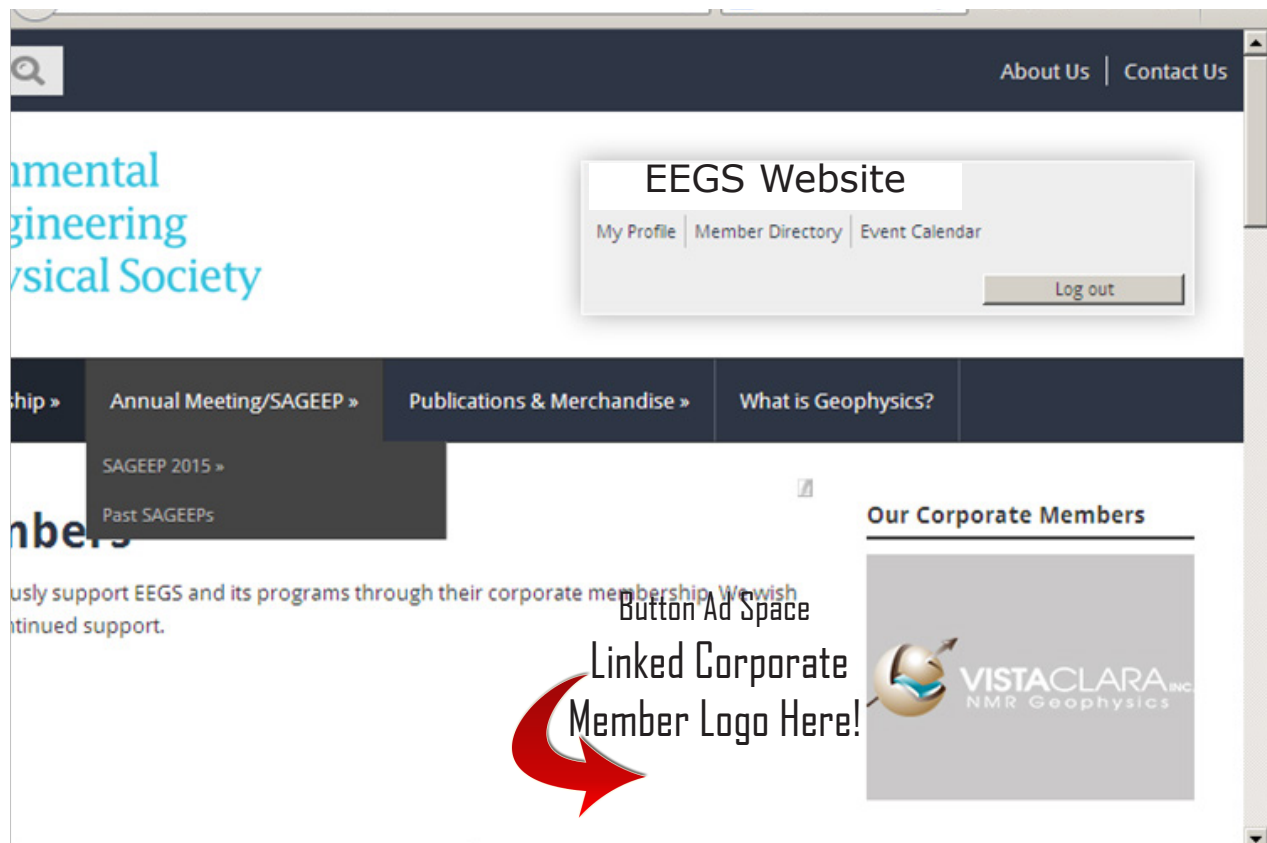 About Us | Contact Us
nmental
gineering
ysical Society
EEGS Website
My Profile | Member Directory | Event Calendar
Log out
ship » Annual Meeting/SAGEEP » Publications & Merchandise » What is Geophysics?
SAGEEP 2015 »
Past SAGEEPs
mbers
Our Corporate Members
usly support EEGS and its programs through their corporate membership. We wish
ntinued support.
Button Ad Space
Linked Corporate
Member Logo Here!
VISTACLARA INC.
NMR Geophysics